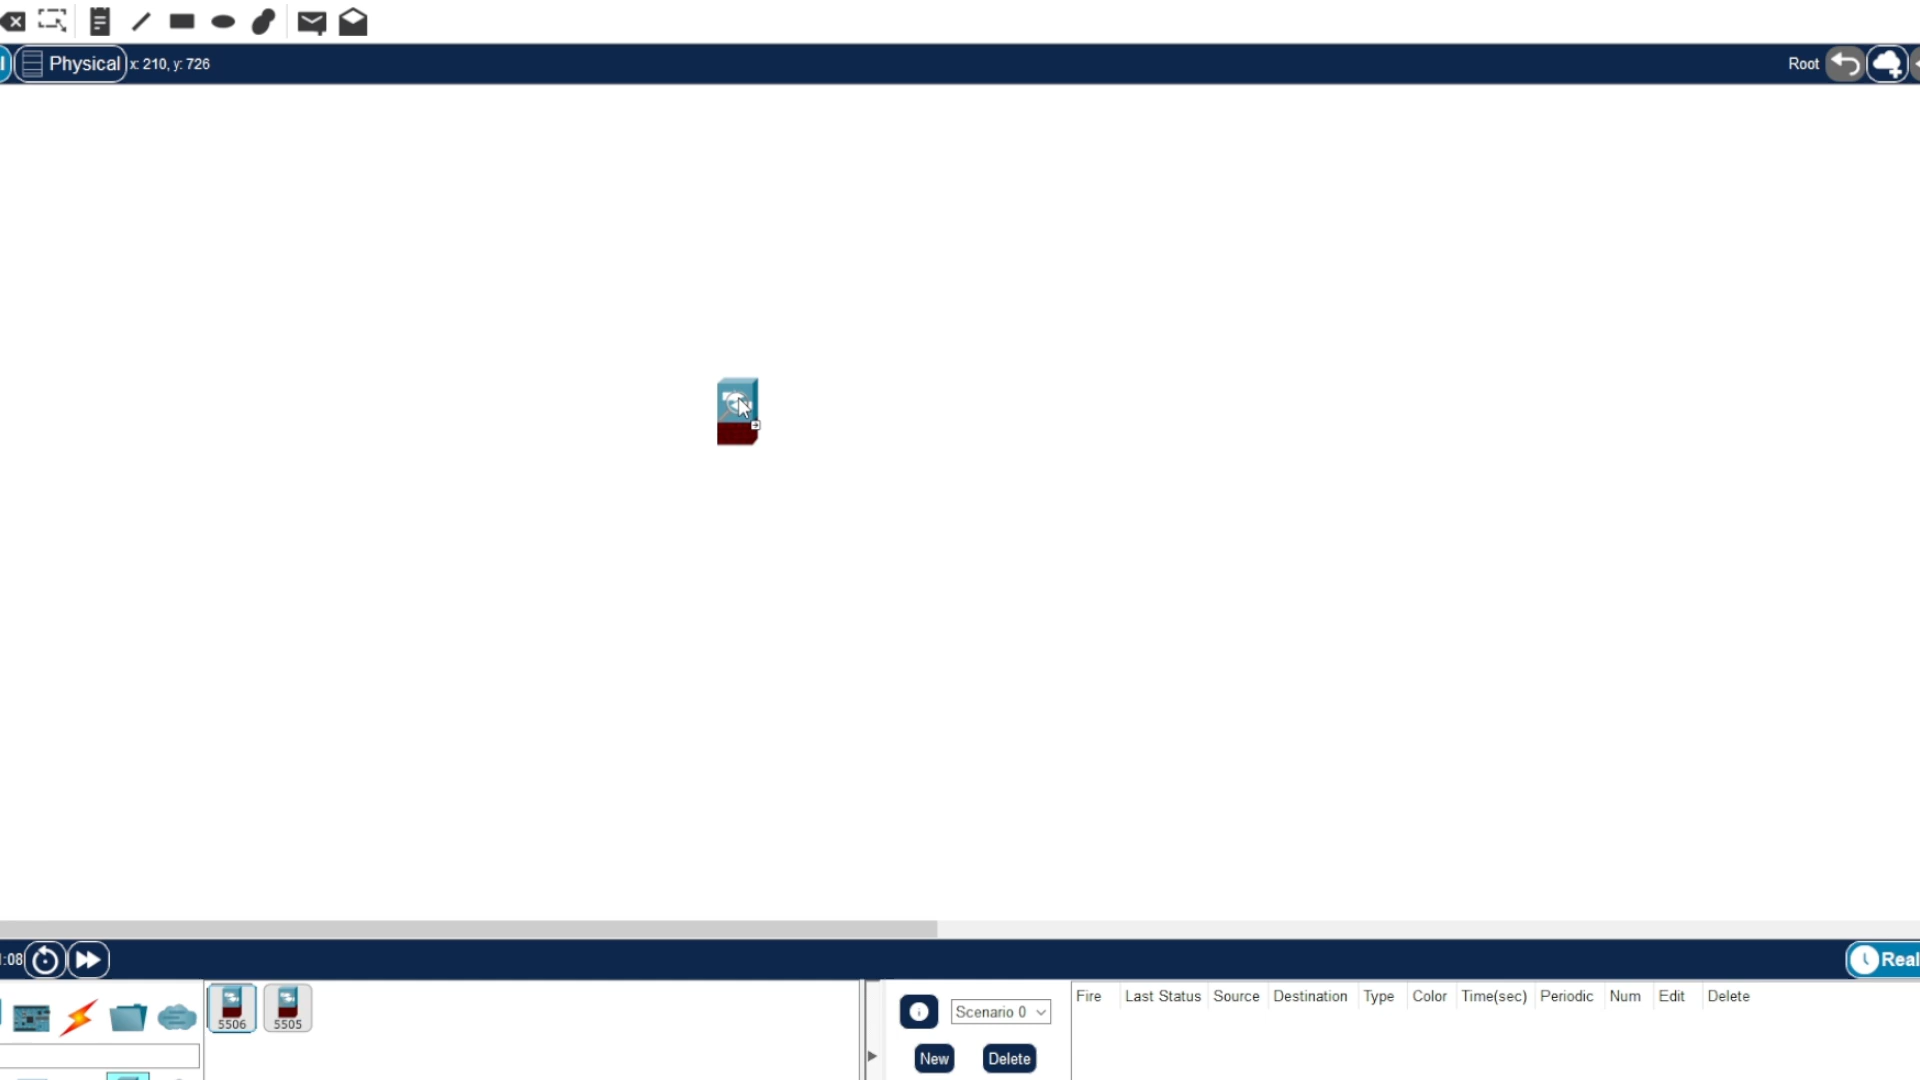 Physical x: 210, y: 726 Root
:08 Real
5506 5505
Scenario 0
New Delete
Fire Last Status Source Destination Type Color Time(sec) Periodic Num Edit Delete